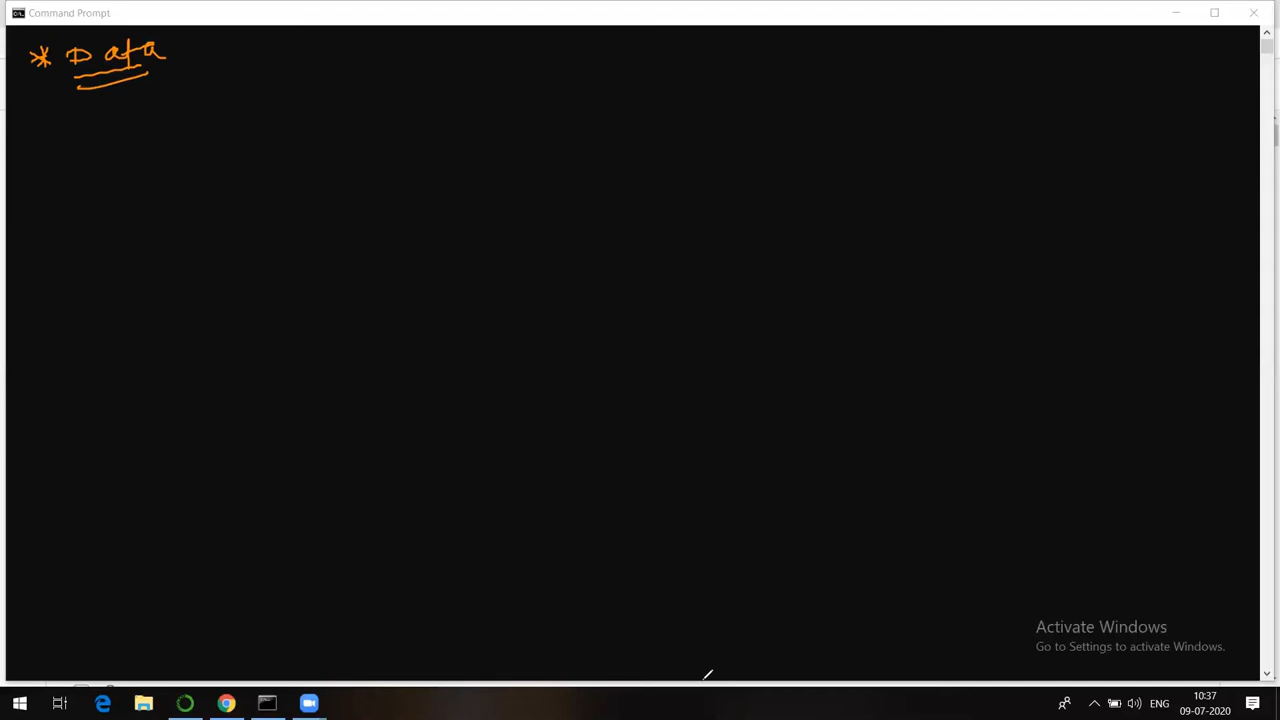 Command Prompt
* Data
Activate Windows
Go to Settings to activate Windows.
ENG
10:37
09-07-2020